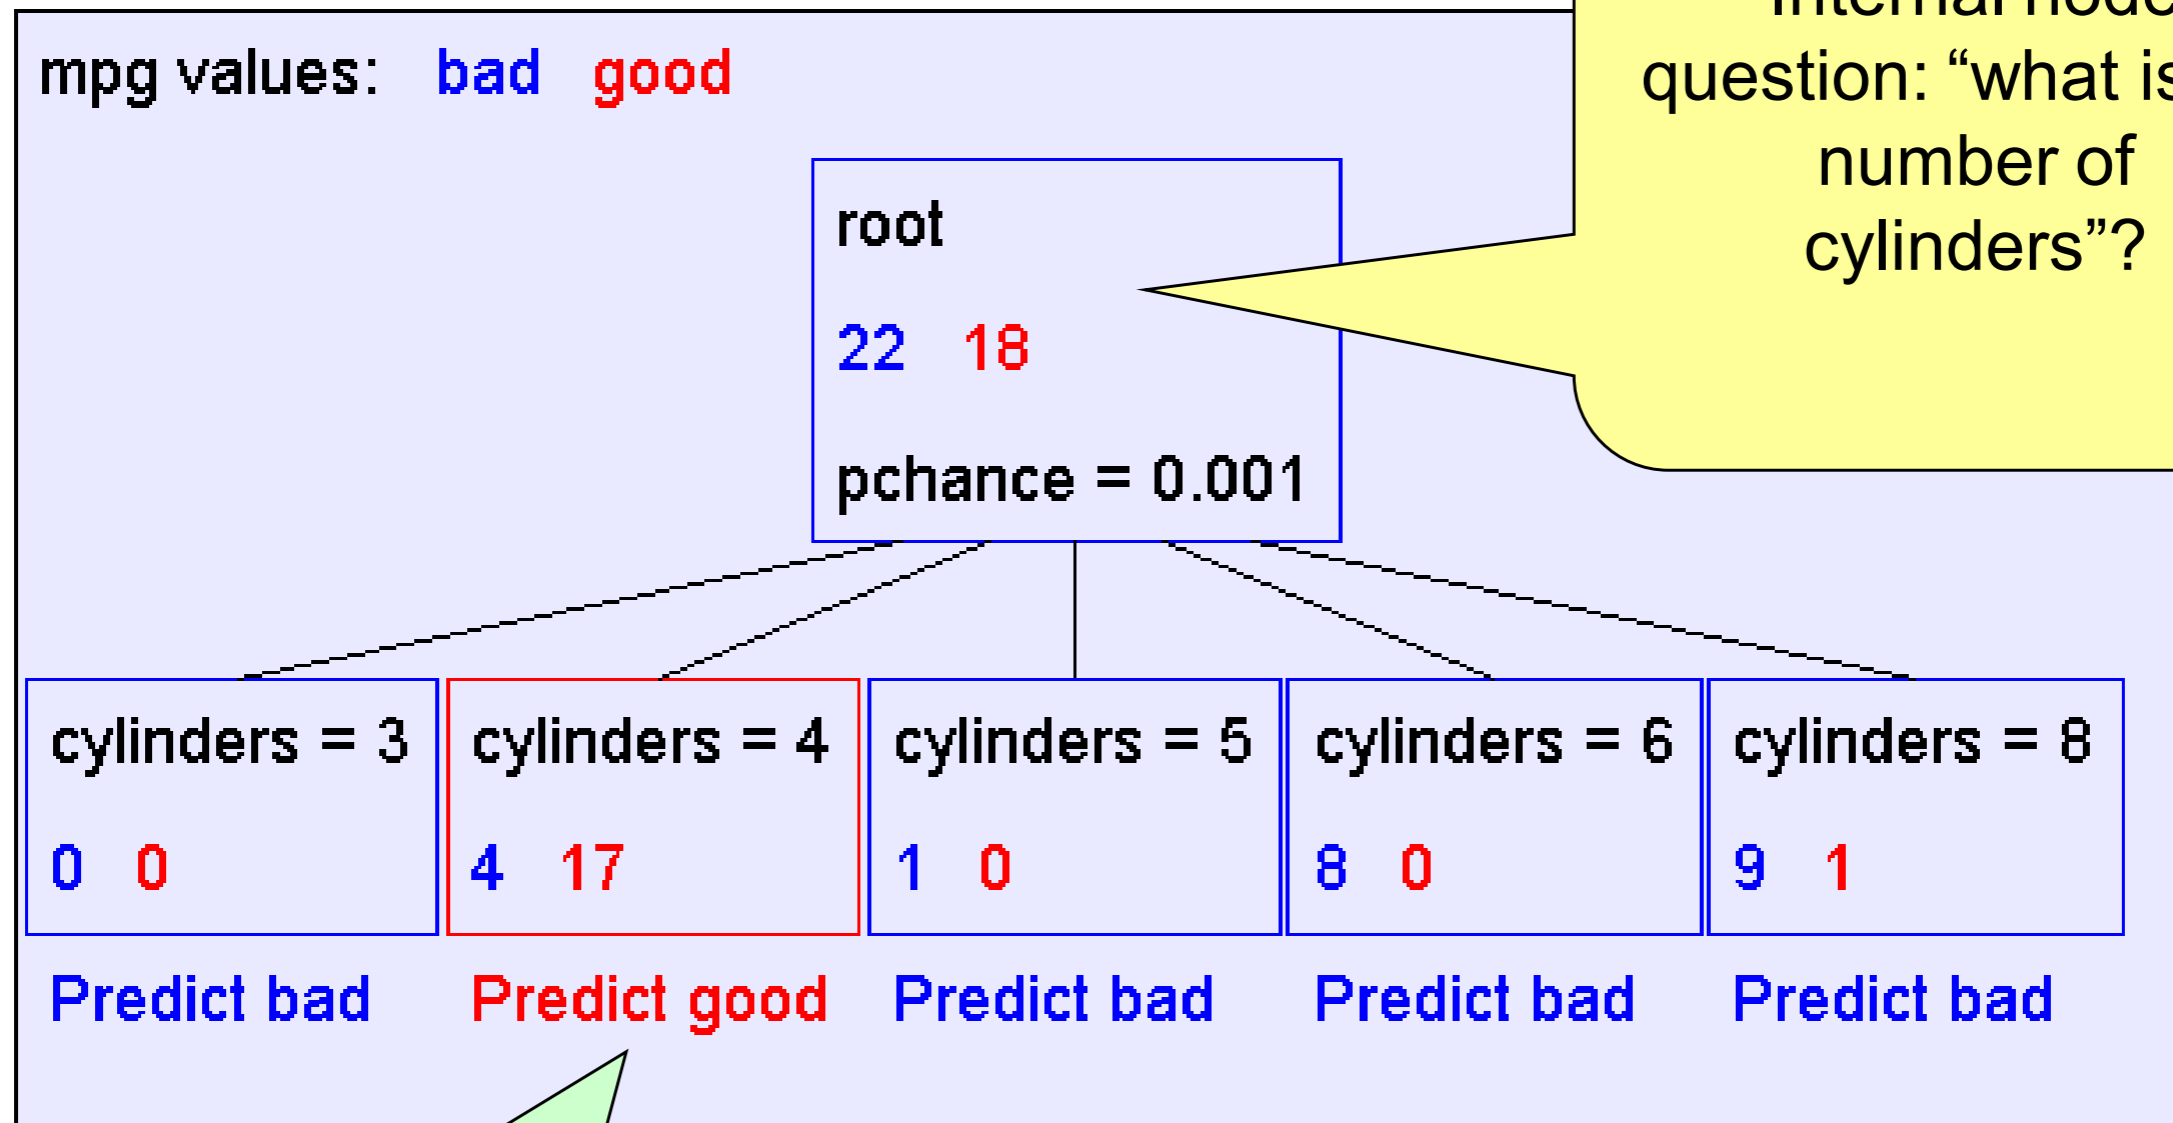 mpg values: bad good
internal node
question: “what is
number of
cylinders”?
root
22 18
pchance = 0.001
cylinders = 3
0 0
Predict bad
cylinders = 4
4 17
Predict good
cylinders = 5
1 0
Predict bad
cylinders = 6
8 0
Predict bad
cylinders = 8
9 1
Predict bad